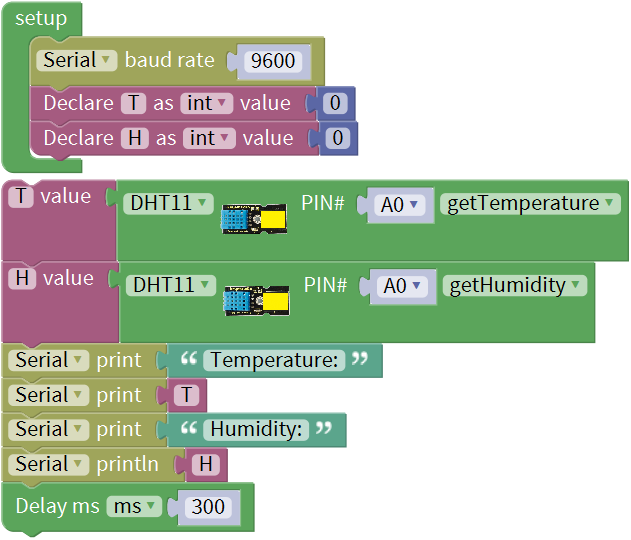 setup
Serial baud rate 9600
Declare T as int value 0
Declare H as int value 0
T value DHT11 PIN# A0 getTemperature
H value DHT11 PIN# A0 getHumidity
Serial print “ Temperature: ”
Serial print T
Serial print “ Humidity: ”
Serial println H
Delay ms ms 300